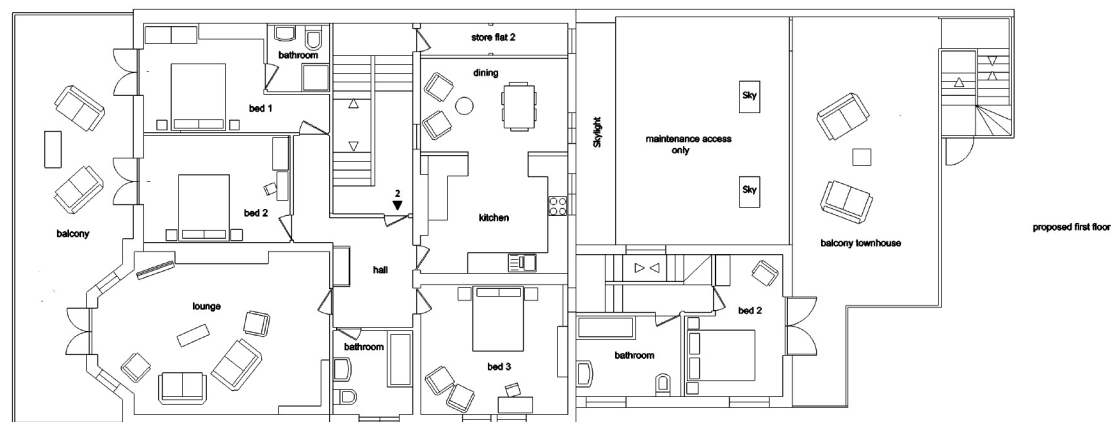 store flat 2
bathroom
dining
bed 1
Sky
Skylight
maintenance access
only
Sky
2
bed 2
kitchen
balcony
balcony townhouse
proposed first floor
hall
lounge
bed 2
bathroom
bed 3
bathroom